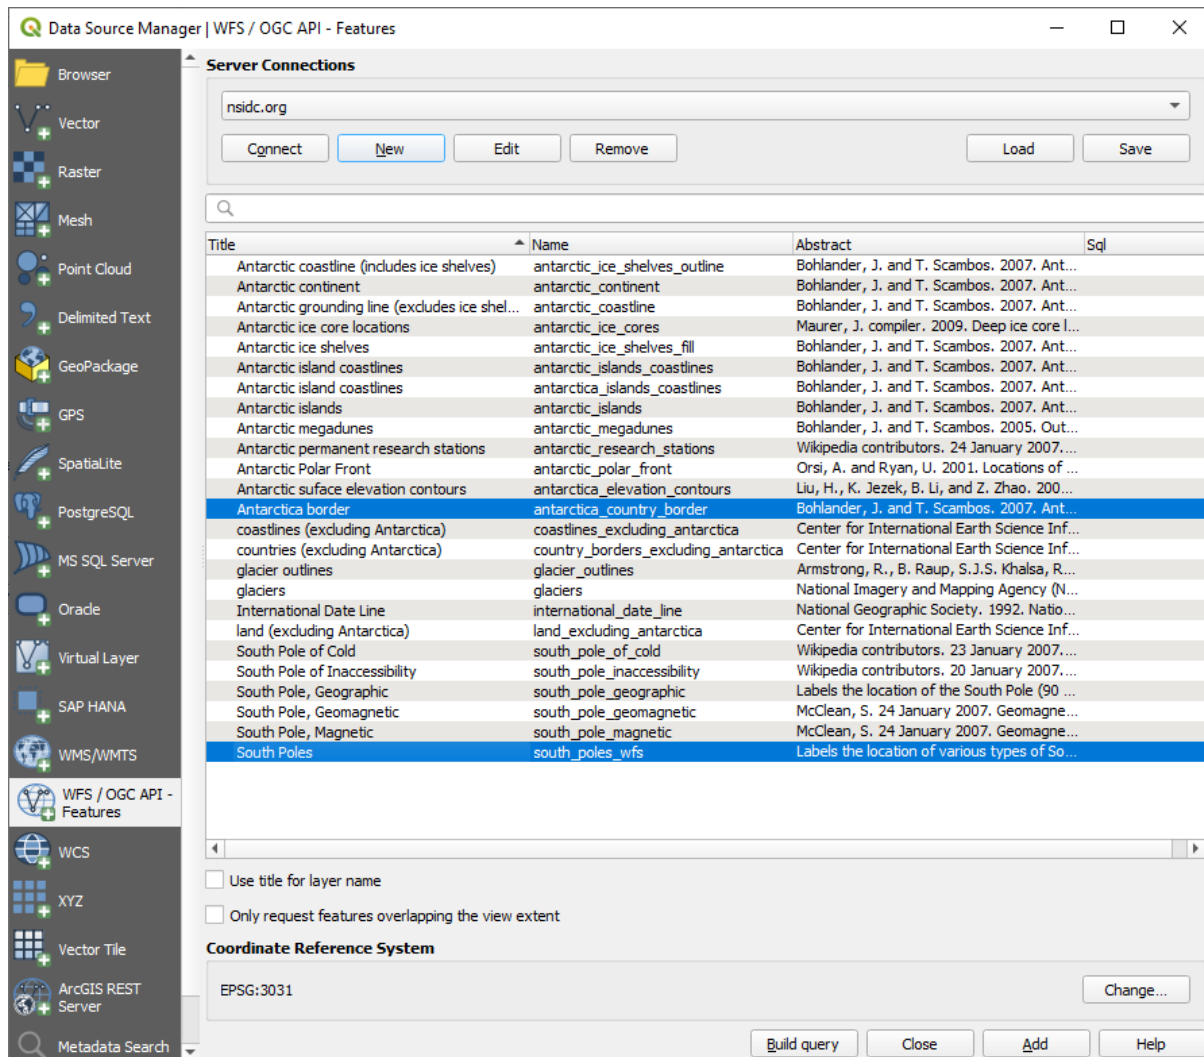 Data Source Manager | WFS / OGC API - Features
Browser
Vector
Raster
Mesh
Point Cloud
Delimited Text
GeoPackage
GPS
SpatiaLite
PostgreSQL
MS SQL Server
Oracle
Virtual Layer
SAP HANA
WMS/WMTS
WFS / OGC API -
Features
WCS
XYZ
Vector Tile
ArcGIS REST
Server
Metadata Search
Server Connections
nsidc.org
Connect New Edit Remove Load Save
Title Name Abstract Sql
Antarctic coastline (includes ice shelves) antarctic_ice_shelves_outline Bohlander, J. and T. Scambos. 2007. Ant...
Antarctic continent antarctic_continent Bohlander, J. and T. Scambos. 2007. Ant...
Antarctic grounding line (excludes ice shel... antarctic_coastline Bohlander, J. and T. Scambos. 2007. Ant...
Antarctic ice core locations antarctic_ice_cores Maurer, J. compiler. 2009. Deep ice core l...
Antarctic ice shelves antarctic_ice_shelves_fill Bohlander, J. and T. Scambos. 2007. Ant...
Antarctic island coastlines antarctic_islands_coastlines Bohlander, J. and T. Scambos. 2007. Ant...
Antarctic island coastlines antarctica_islands_coastlines Bohlander, J. and T. Scambos. 2007. Ant...
Antarctic islands antarctic_islands Bohlander, J. and T. Scambos. 2007. Ant...
Antarctic megadunes antarctic_megadunes Bohlander, J. and T. Scambos. 2005. Out...
Antarctic permanent research stations antarctic_research_stations Wikipedia contributors. 24 January 2007....
Antarctic Polar Front antarctic_polar_front Orsi, A. and Ryan, U. 2001. Locations of ...
Antarctic suface elevation contours antarctica_elevation_contours Liu, H., K. Jezek, B. Li, and Z. Zhao. 200...
Antarctica border antarctica_country_border Bohlander, J. and T. Scambos. 2007. Ant...
coastlines (excluding Antarctica) coastlines_excluding_antarctica Center for International Earth Science Inf...
countries (excluding Antarctica) country_borders_excluding_antarctica Center for International Earth Science Inf...
glacier outlines glacier_outlines Armstrong, R., B. Raup, S.J.S. Khalsa, R...
glaciers glaciers National Imagery and Mapping Agency (N...
International Date Line international_date_line National Geographic Society. 1992. Natio...
land (excluding Antarctica) land_excluding_antarctica Center for International Earth Science Inf...
South Pole of Cold south_pole_of_cold Wikipedia contributors. 23 January 2007....
South Pole of Inaccessibility south_pole_inaccessibility Wikipedia contributors. 20 January 2007....
South Pole, Geographic south_pole_geographic Labels the location of the South Pole (90 ...
South Pole, Geomagnetic south_pole_geomagnetic McClean, S. 24 January 2007. Geomagne...
South Pole, Magnetic south_pole_magnetic McClean, S. 24 January 2007. Geomagne...
South Poles south_poles_wfs Labels the location of various types of So...
Use title for layer name
Only request features overlapping the view extent
Coordinate Reference System
EPSG:3031 Change...
Build query Close Add Help